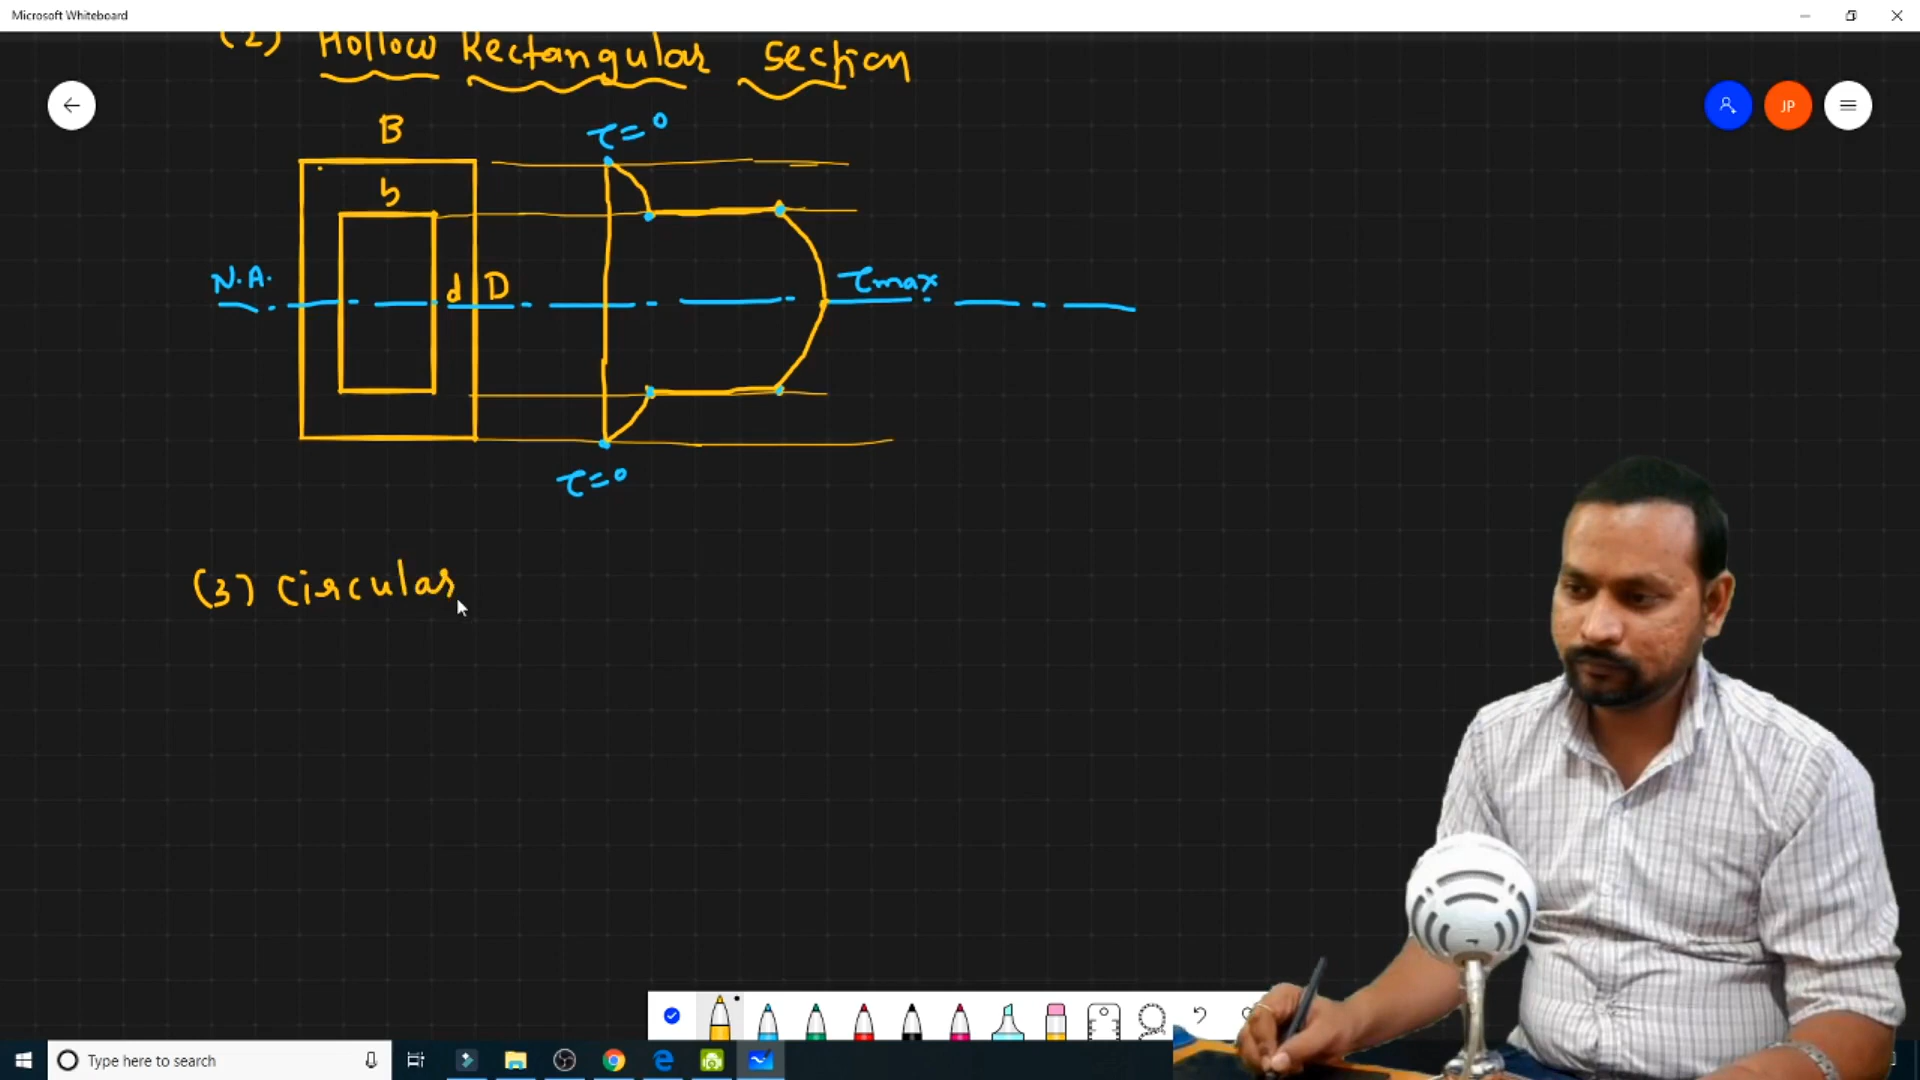 Microsoft Whiteboard
(2) Hollow Rectangular Section
JP
B
τ=0
b
N.A.
d D
τmax
τ=0
(3) Circular
Type here to search